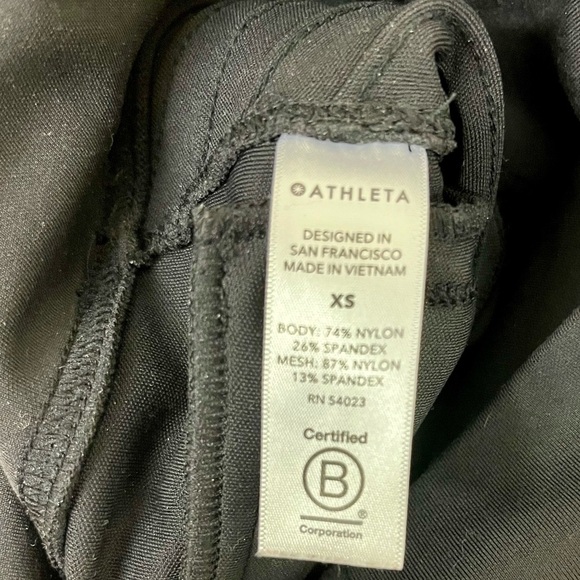 ATHLETA
DESIGNED IN
SAN FRANCISCO
MADE IN VIETNAM
XS
BODY: 74% NYLON
26% SPANDEX
MESH: 87% NYLON
13% SPANDEX
RN 54023
Certified
B
®
Corporation